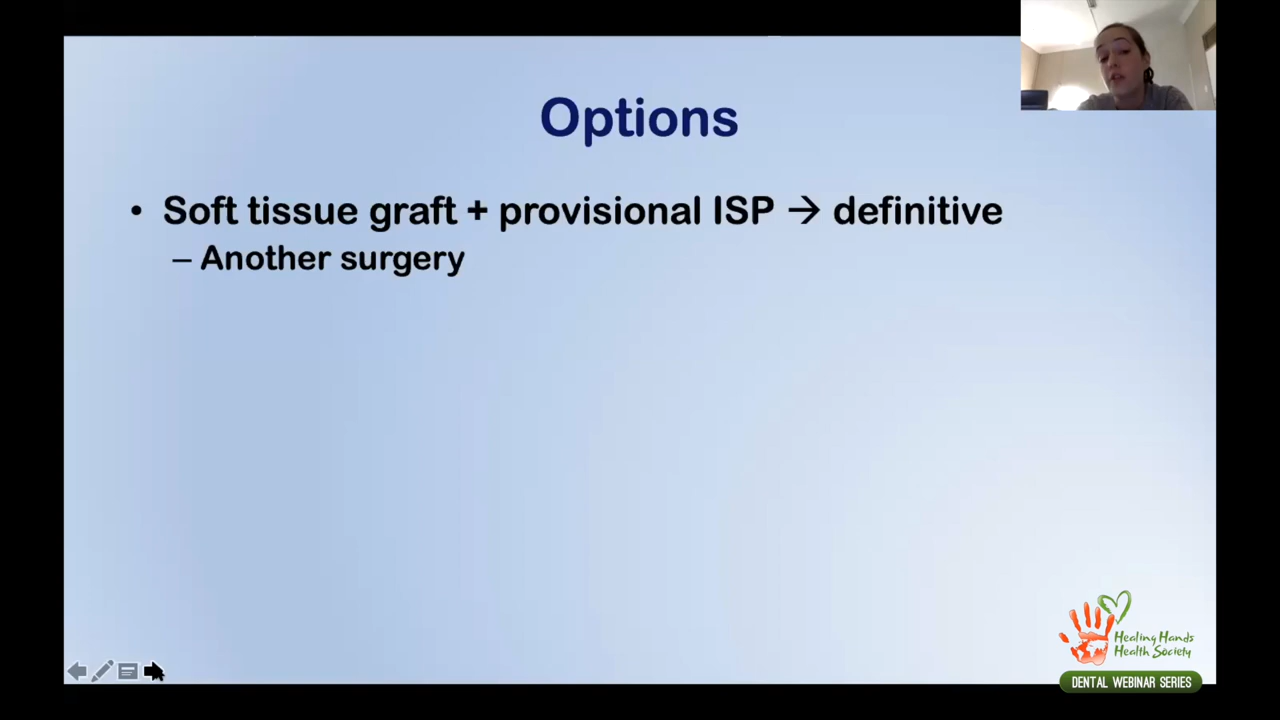 Options
• Soft tissue graft + provisional ISP → definitive
– Another surgery
Healing Hands
Health Society
DENTAL WEBINAR SERIES